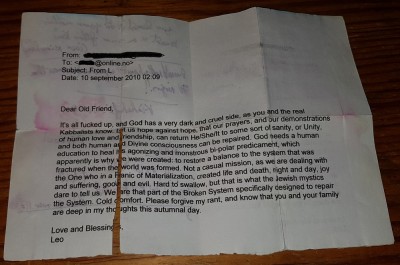 From:
To: < @online.no>
Subject: From L.
Date: 10 september 2010 02:09
Dear Old Friend,
It's all fucked up, and God has a very dark and cruel side, as you and the real
Kabbalists know. Let us hope against hope, that our prayers, and our demonstrations
of human love and friendship, can return He/She/It to some sort of sanity, or Unity,
and both human and Divine consciousness can be repaired. God needs a human
education to heal its agonizing and monstrous bi-polar predicament, which
apparently is why we were created: to restore a balance to the system that was
fractured when the world was formed. Not a casual mission, as we are dealing with
the One who in a Panic of Materialization, created life and death, right and day, joy
and suffering, good and evil. Hard to swallow, but that is what the Jewish mystics
dare to tell us. We are that part of the Broken System specifically designed to repair
the System. Cold comfort. Please forgive my rant, and know that you and your family
are deep in my thoughts this autumnal day.
Love and Blessings,
Leo